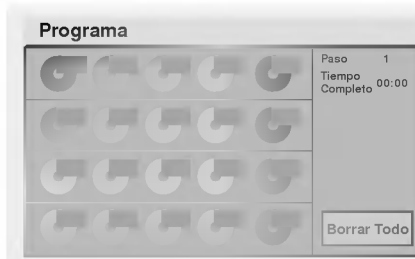 Programa
Paso 1
Tiempo
Completo 00:00
Borrar Todo